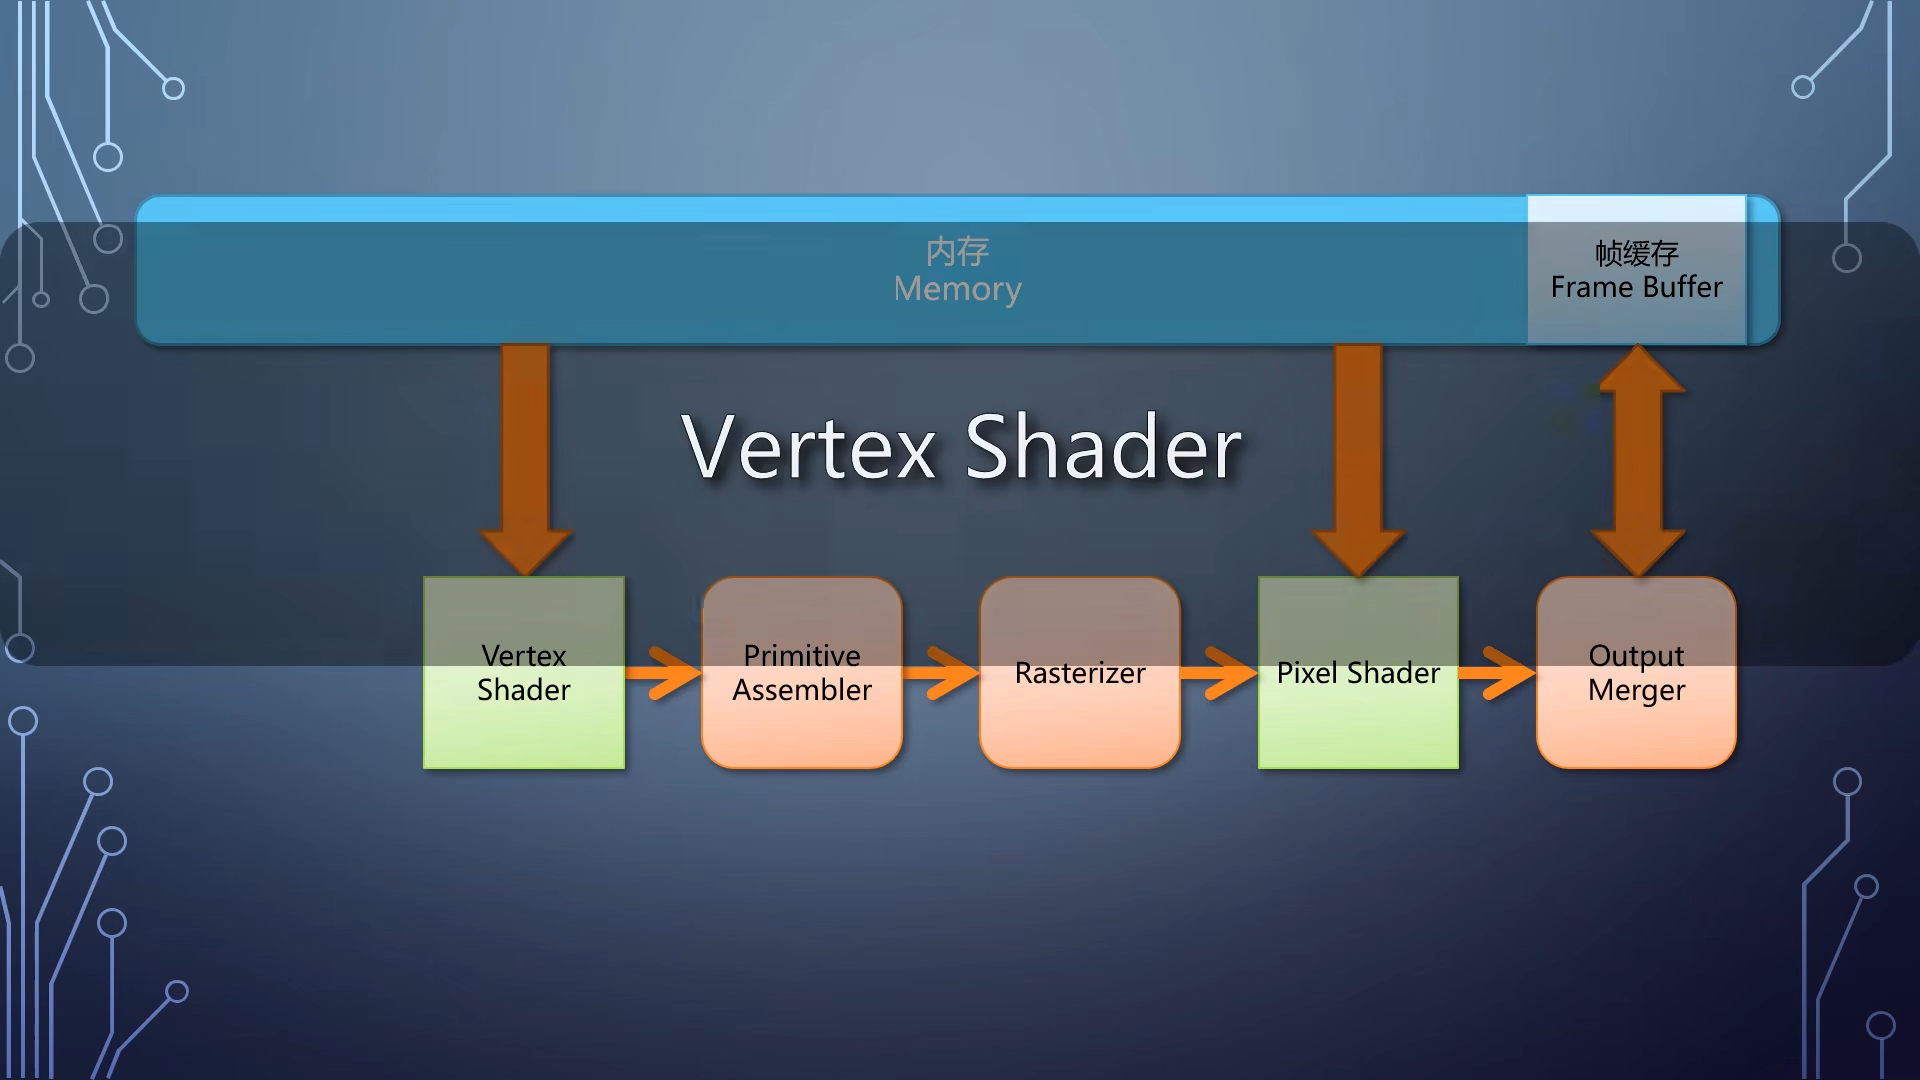 内存
Memory
帧缓存
Frame Buffer
Vertex Shader
Vertex
Shader
Primitive
Assembler
Rasterizer
Pixel Shader
Output
Merger